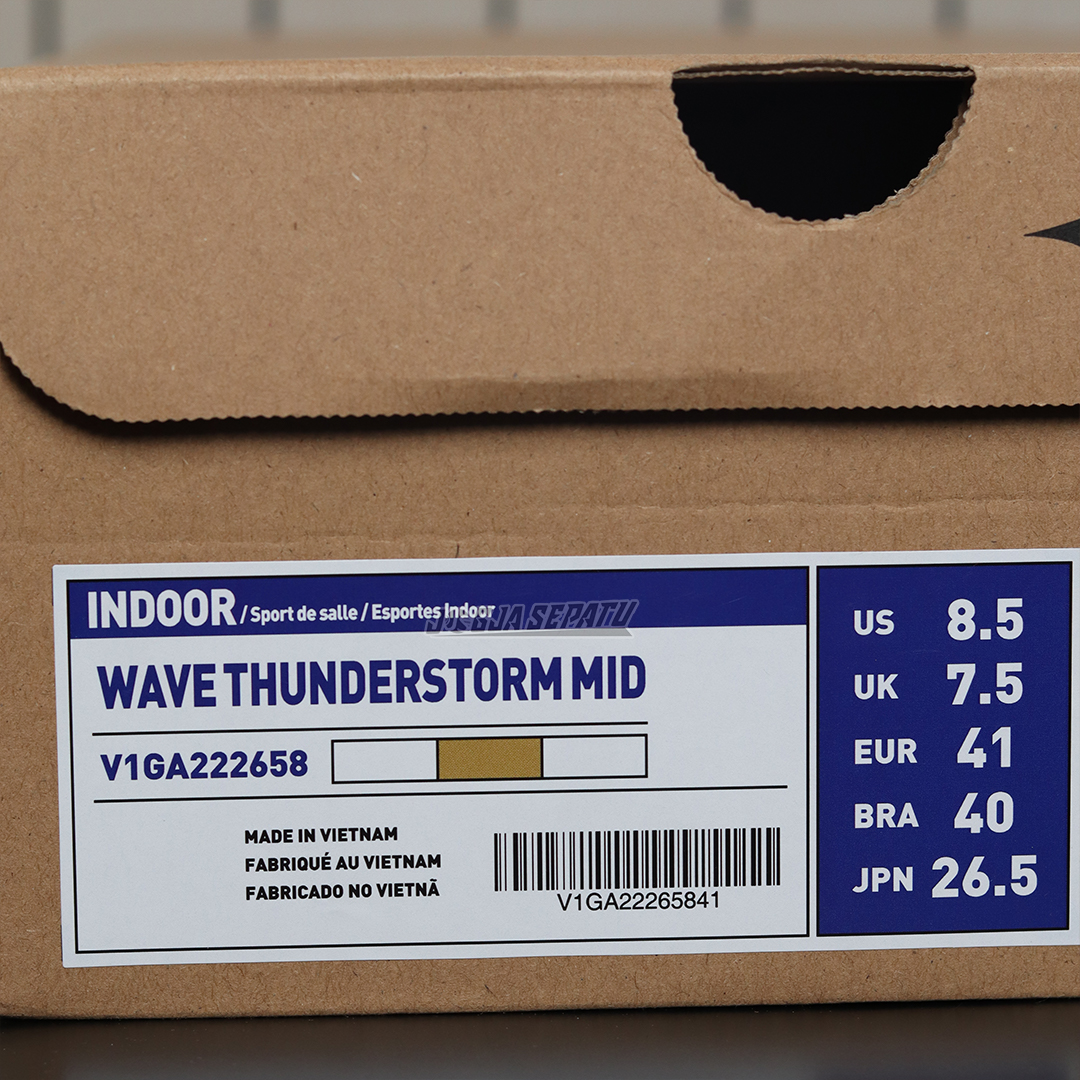 INDOOR / Sport de salle / Esportes Indoor
JUALJASEPATU
WAVE THUNDERSTORM MID
V1GA222658
MADE IN VIETNAM
FABRIQUÉ AU VIETNAM
FABRICADO NO VIETNÃ
V1GA22265841
US 8.5
UK 7.5
EUR 41
BRA 40
JPN 26.5